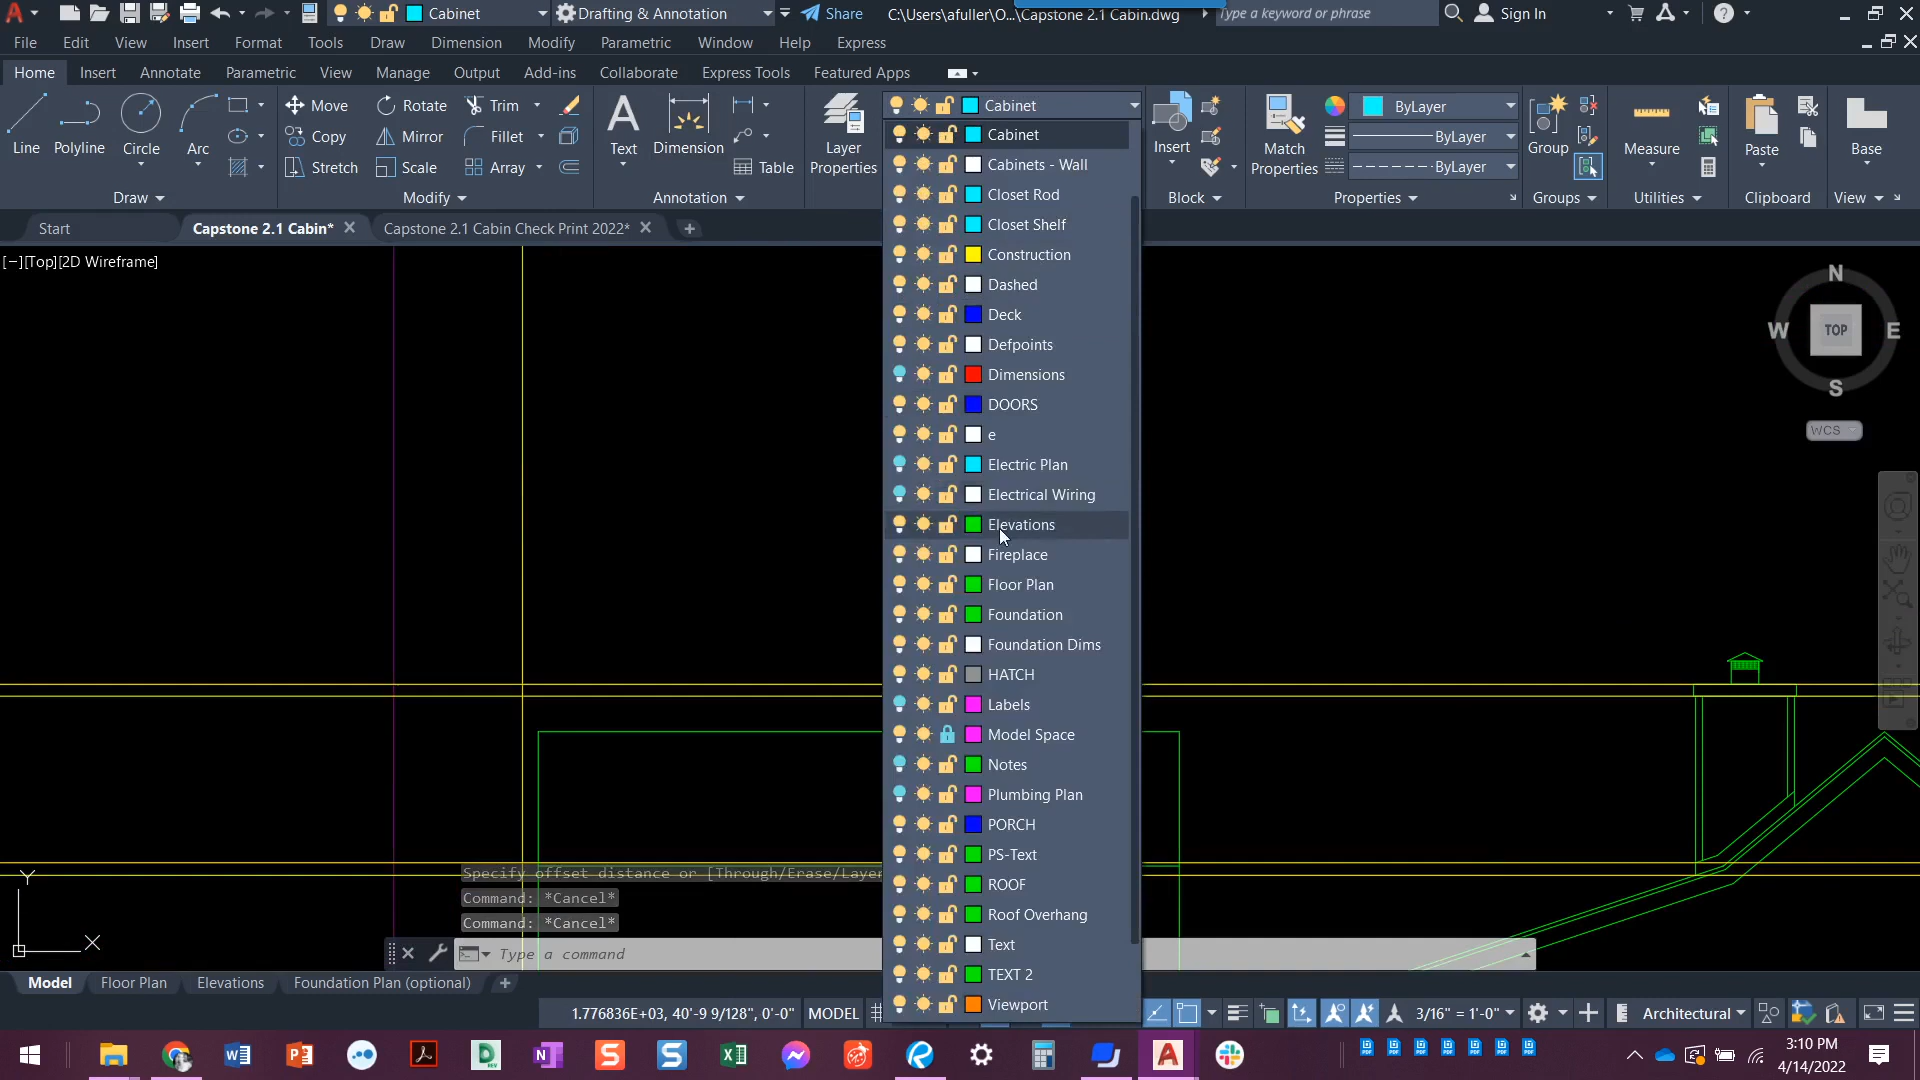 Cabinet
Drafting & Annotation
Share
C:\Users\afuller\O...\Capstone 2.1 Cabin.dwg
Type a keyword or phrase
Sign In
File Edit View Insert Format Tools Draw Dimension Modify Parametric Window Help Express
Home Insert Annotate Parametric View Manage Output Add-ins Collaborate Express Tools Featured Apps
Line Polyline Circle Arc
Move Rotate Trim
Copy Mirror Fillet
Stretch Scale Array
Text Dimension Table
Layer Properties
Cabinet
Insert
Match Properties
ByLayer
ByLayer
ByLayer
Group
Measure
Paste
Base
Draw Modify Annotation Block Properties Groups Utilities Clipboard View
Start
Capstone 2.1 Cabin*
Capstone 2.1 Cabin Check Print 2022*
[−][Top][2D Wireframe]
Cabinet
Cabinets - Wall
Closet Rod
Closet Shelf
Construction
Dashed
Deck
Defpoints
Dimensions
DOORS
e
Electric Plan
Electrical Wiring
Elevations
Fireplace
Floor Plan
Foundation
Foundation Dims
HATCH
Labels
Model Space
Notes
Plumbing Plan
PORCH
PS-Text
ROOF
Roof Overhang
Text
TEXT 2
Viewport
N
W TOP E
S
WCS
Y
X
Specify offset distance or [Through/Erase/Layer
Command: *Cancel*
Command: *Cancel*
Type a command
Model Floor Plan Elevations Foundation Plan (optional)
1.776836E+03, 40'-9 9/128", 0'-0"
MODEL
3/16" = 1'-0"
Architectural
3:10 PM
4/14/2022